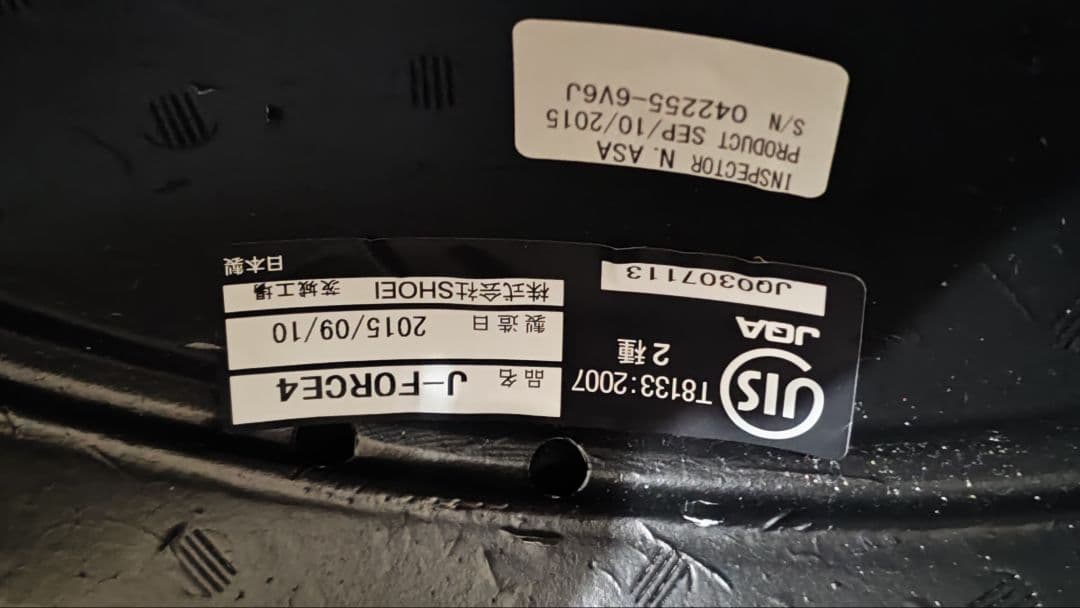 JIS
T8133:2007
2種
JQA
JQ0307113
品名 J-FORCE4
製造日 2015/09/10
株式会社SHOEI 茨城工場
日本製
INSPECTOR N. ASA
PRODUCT SEP/10/2015
S/N 042255-6V6J